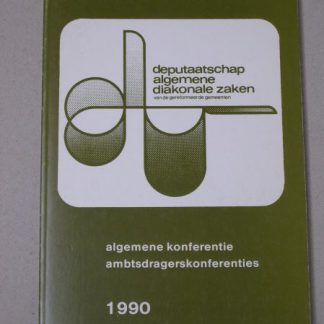 deputaatschap
algemene
diakonale zaken
van de gereformeerde gemeenten
algemene konferentie
ambtsdragerskonferenties
1990